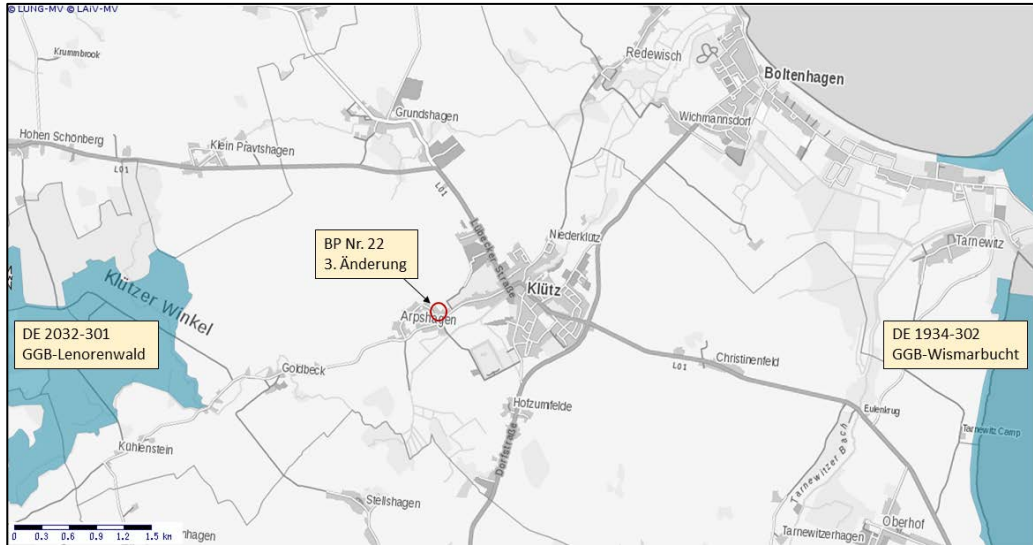 © LUNG-MV © LAiV-MV
Krummbrook
Redewisch
Boltenhagen
Grundshagen
Wichmannsdorf
Hohen Schönberg
Klein Pravtshagen
L01
L01
BP Nr. 22
3. Änderung
Lübecker Straße
Niederklütz
Tarnewitz
Klützer Winkel
Klütz
Arpshagen
DE 2032-301
GGB-Lenorenwald
DE 1934-302
GGB-Wismarbucht
Goldbeck
Christinenfeld
L01
Hofzumfelde
Eulenkrug
Kühlenstein
Dorfstraße
Tarnewitz Camp
Tarnewitzer Bach
Stellshagen
Oberhof
0 0.3 0.6 0.9 1.2 1.5 km
nhagen
Tarnewitzerhagen